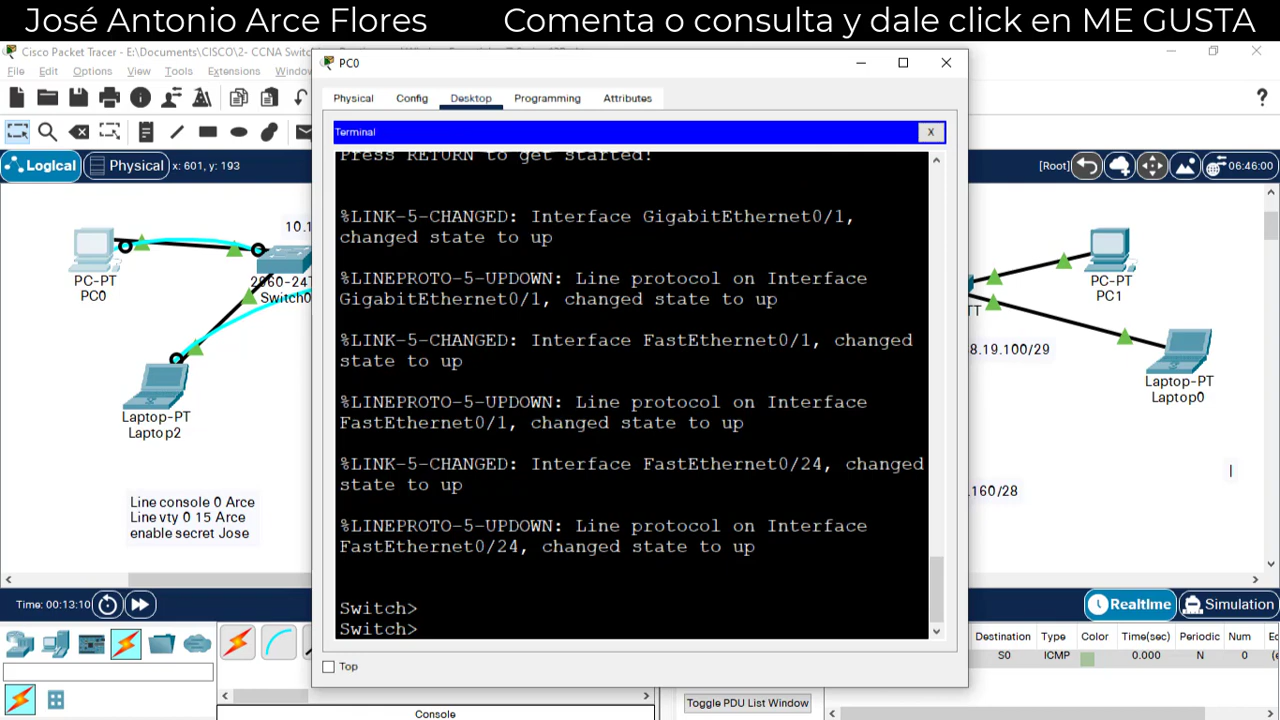 José Antonio Arce Flores
Comenta o consulta y dale click en ME GUSTA
Cisco Packet Tracer - E:\Documents\CISCO\2- CCNA Switc
PC0
File Edit Options View Tools Extensions Window
Physical Config Desktop Programming Attributes
Terminal
X
Logical
Physical
x: 601, y: 193
[Root]
06:46:00
Press RETURN to get started!
%LINK-5-CHANGED: Interface GigabitEthernet0/1,
changed state to up
%LINEPROTO-5-UPDOWN: Line protocol on Interface
GigabitEthernet0/1, changed state to up
%LINK-5-CHANGED: Interface FastEthernet0/1, changed
state to up
%LINEPROTO-5-UPDOWN: Line protocol on Interface
FastEthernet0/1, changed state to up
%LINK-5-CHANGED: Interface FastEthernet0/24, changed
state to up
%LINEPROTO-5-UPDOWN: Line protocol on Interface
FastEthernet0/24, changed state to up
Switch>
Switch>
Top
10.1
PC-PT
PC0
2960-24T
Switch0
Laptop-PT
Laptop2
Line console 0 Arce
Line vty 0 15 Arce
enable secret Jose
TT
PC-PT
PC1
8.19.100/29
Laptop-PT
Laptop0
.160/28
Time: 00:13:10
Realtime
Simulation
Destination Type Color Time(sec) Periodic Num Ed
S0 ICMP 0.000 N 0 (e
Toggle PDU List Window
Console